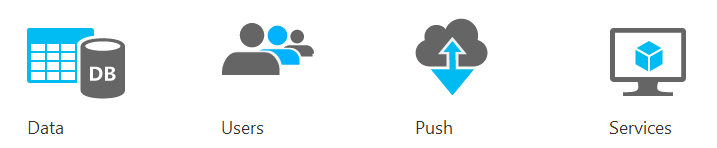 DB
Data
Users
Push
Services